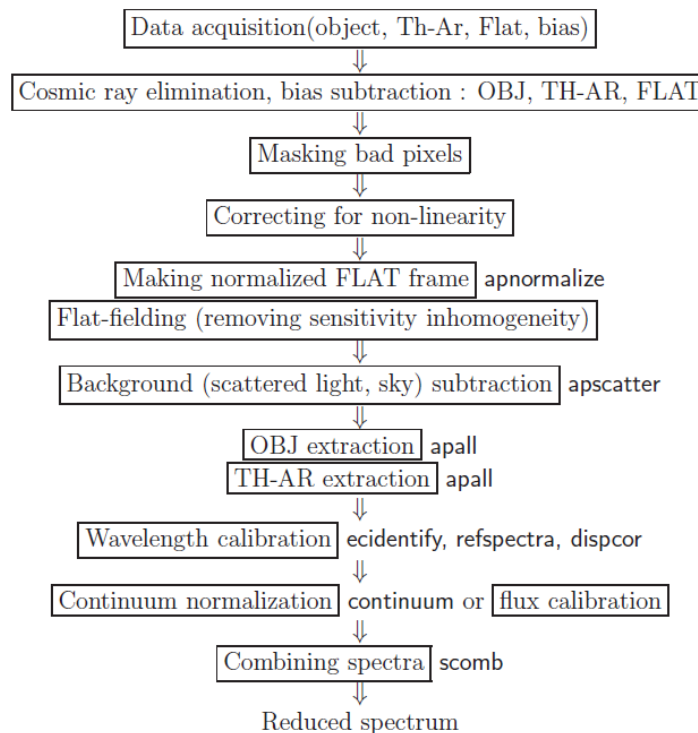 Data acquisition(object, Th-Ar, Flat, bias)
⇓
Cosmic ray elimination, bias subtraction : OBJ, TH-AR, FLAT
⇓
Masking bad pixels
⇓
Correcting for non-linearity
⇓
Making normalized FLAT frame apnormalize
Flat-fielding (removing sensitivity inhomogeneity)
⇓
Background (scattered light, sky) subtraction apscatter
⇓
OBJ extraction apall
TH-AR extraction apall
⇓
Wavelength calibration ecidentify, refspectra, dispcor
⇓
Continuum normalization continuum or flux calibration
⇓
Combining spectra scomb
⇓
Reduced spectrum